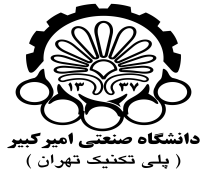 ۱۳ ۳۷
دانشگاه صنعتی امیرکبیر
( پلی تکنیک تهران )